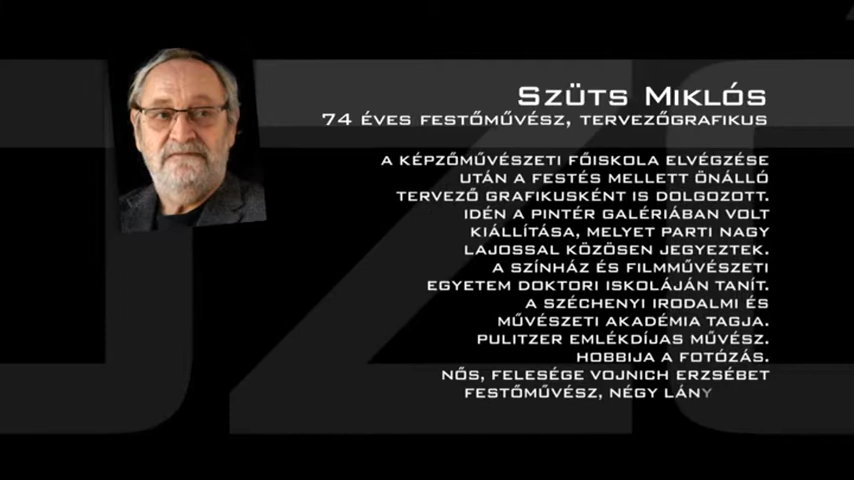 SZÜTS MIKLÓS
74 ÉVES FESTŐMŰVÉSZ, TERVEZŐGRAFIKUS
A KÉPZŐMŰVÉSZETI FŐISKOLA ELVÉGZÉSE
UTÁN A FESTÉS MELLETT ÖNÁLLÓ
TERVEZŐ GRAFIKUSKÉNT IS DOLGOZOTT.
IDÉN A PINTÉR GALÉRIÁBAN VOLT
KIÁLLÍTÁSA, MELYET PARTI NAGY
LAJOSSAL KÖZÖSEN JEGYEZTEK.
A SZÍNHÁZ ÉS FILMMŰVÉSZETI
EGYETEM DOKTORI ISKOLÁJÁN TANÍT.
A SZÉCHENYI IRODALMI ÉS
MŰVÉSZETI AKADÉMIA TAGJA.
PULITZER EMLÉKDÍJAS MŰVÉSZ.
HOBBIJA A FOTÓZÁS.
NŐS, FELESÉGE VOJNICH ERZSÉBET
FESTŐMŰVÉSZ, NÉGY LÁNY